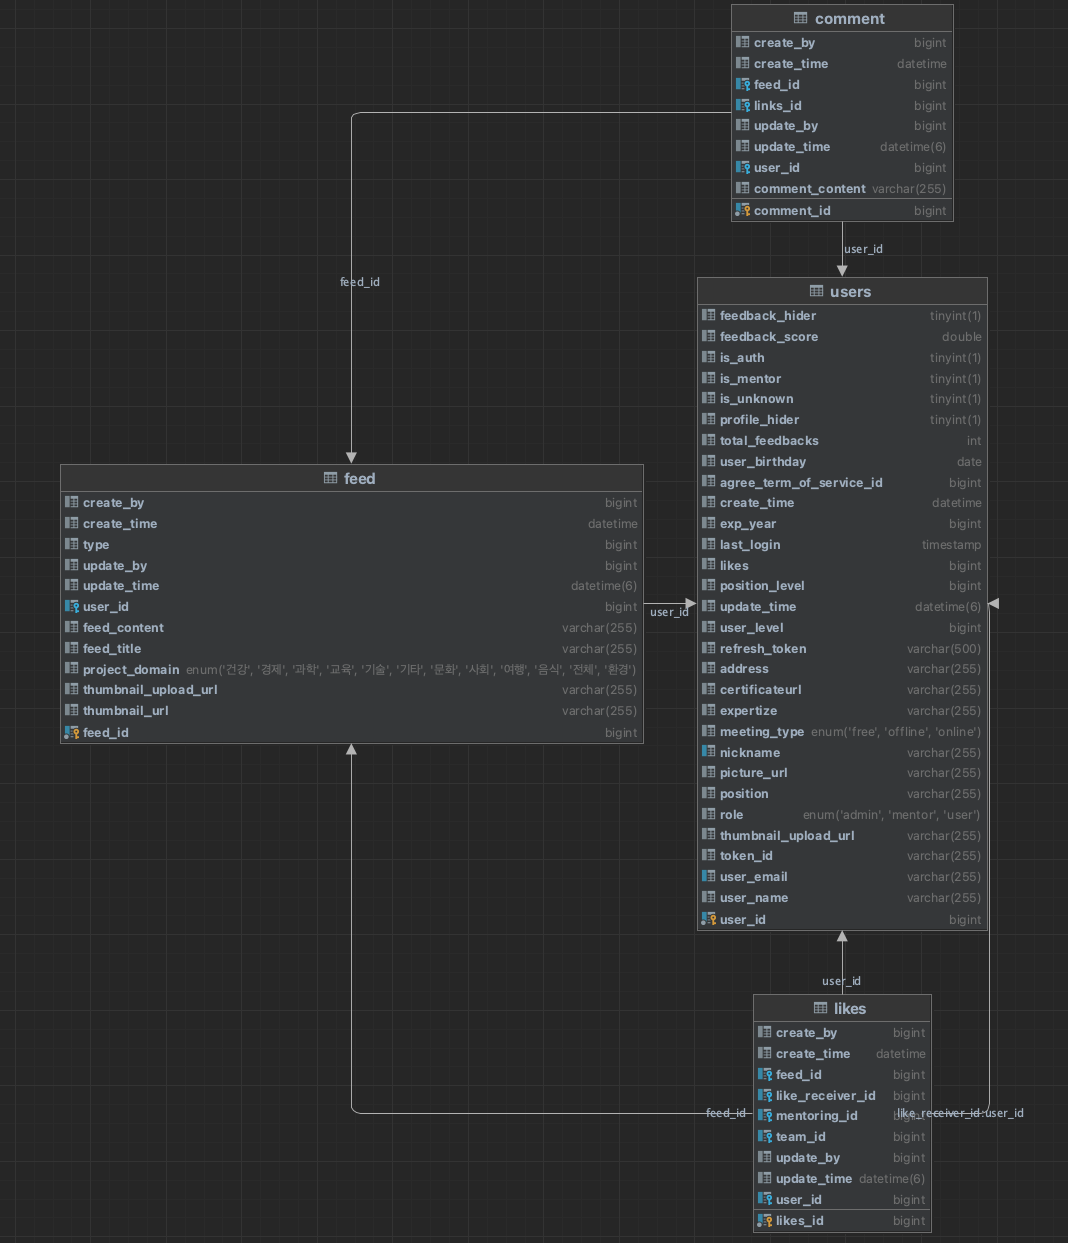 comment
create_by bigint
create_time datetime
feed_id bigint
links_id bigint
update_by bigint
update_time datetime(6)
user_id bigint
comment_content varchar(255)
comment_id bigint
user_id
feed_id
users
feedback_hider tinyint(1)
feedback_score double
is_auth tinyint(1)
is_mentor tinyint(1)
is_unknown tinyint(1)
profile_hider tinyint(1)
total_feedbacks int
user_birthday date
agree_term_of_service_id bigint
create_time datetime
exp_year bigint
last_login timestamp
likes bigint
position_level bigint
update_time datetime(6)
user_level bigint
refresh_token varchar(500)
address varchar(255)
certificateurl varchar(255)
expertize varchar(255)
meeting_type enum('free', 'offline', 'online')
nickname varchar(255)
picture_url varchar(255)
position varchar(255)
role enum('admin', 'mentor', 'user')
thumbnail_upload_url varchar(255)
token_id varchar(255)
user_email varchar(255)
user_name varchar(255)
user_id bigint
feed
create_by bigint
create_time datetime
type bigint
update_by bigint
update_time datetime(6)
user_id bigint
feed_content varchar(255)
feed_title varchar(255)
project_domain enum('건강', '경제', '과학', '교육', '기술', '기타', '문화', '사회', '여행', '음식', '전체', '환경')
thumbnail_upload_url varchar(255)
thumbnail_url varchar(255)
feed_id bigint
user_id
user_id
likes
create_by bigint
create_time datetime
feed_id bigint
like_receiver_id bigint
mentoring_id bigint
team_id bigint
update_by bigint
update_time datetime(6)
user_id bigint
likes_id bigint
feed_id
like_receiver_id:user_id